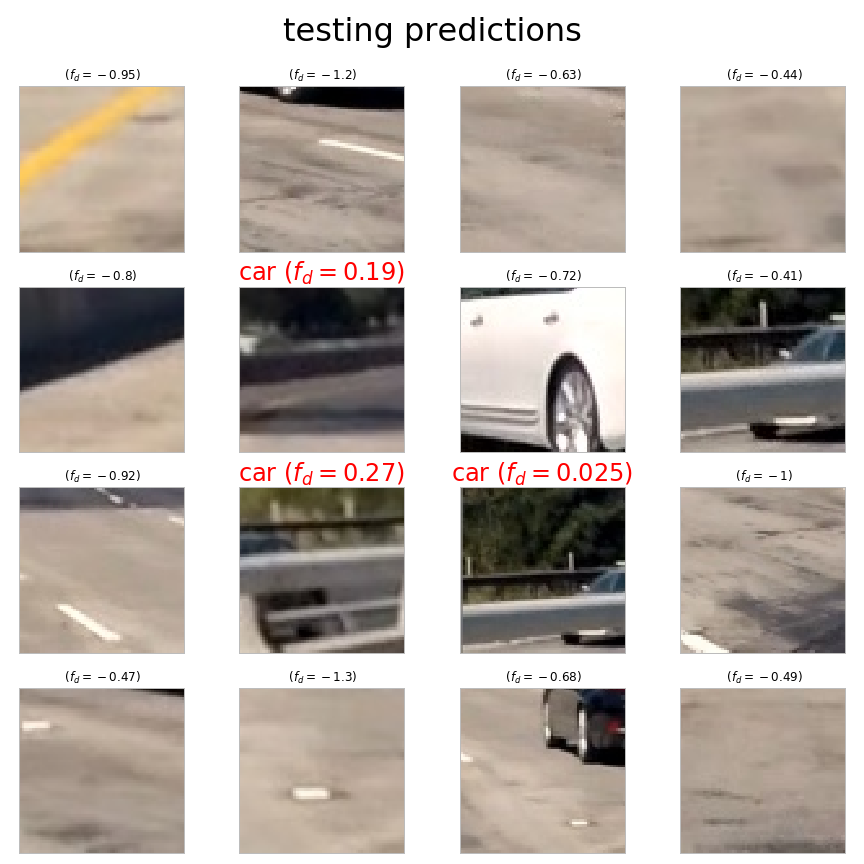 testing predictions
(f_d = −0.95)
(f_d = −1.2)
(f_d = −0.63)
(f_d = −0.44)
(f_d = −0.8)
car (f_d = 0.19)
(f_d = −0.72)
(f_d = −0.41)
(f_d = −0.92)
car (f_d = 0.27)
car (f_d = 0.025)
(f_d = −1)
(f_d = −0.47)
(f_d = −1.3)
(f_d = −0.68)
(f_d = −0.49)